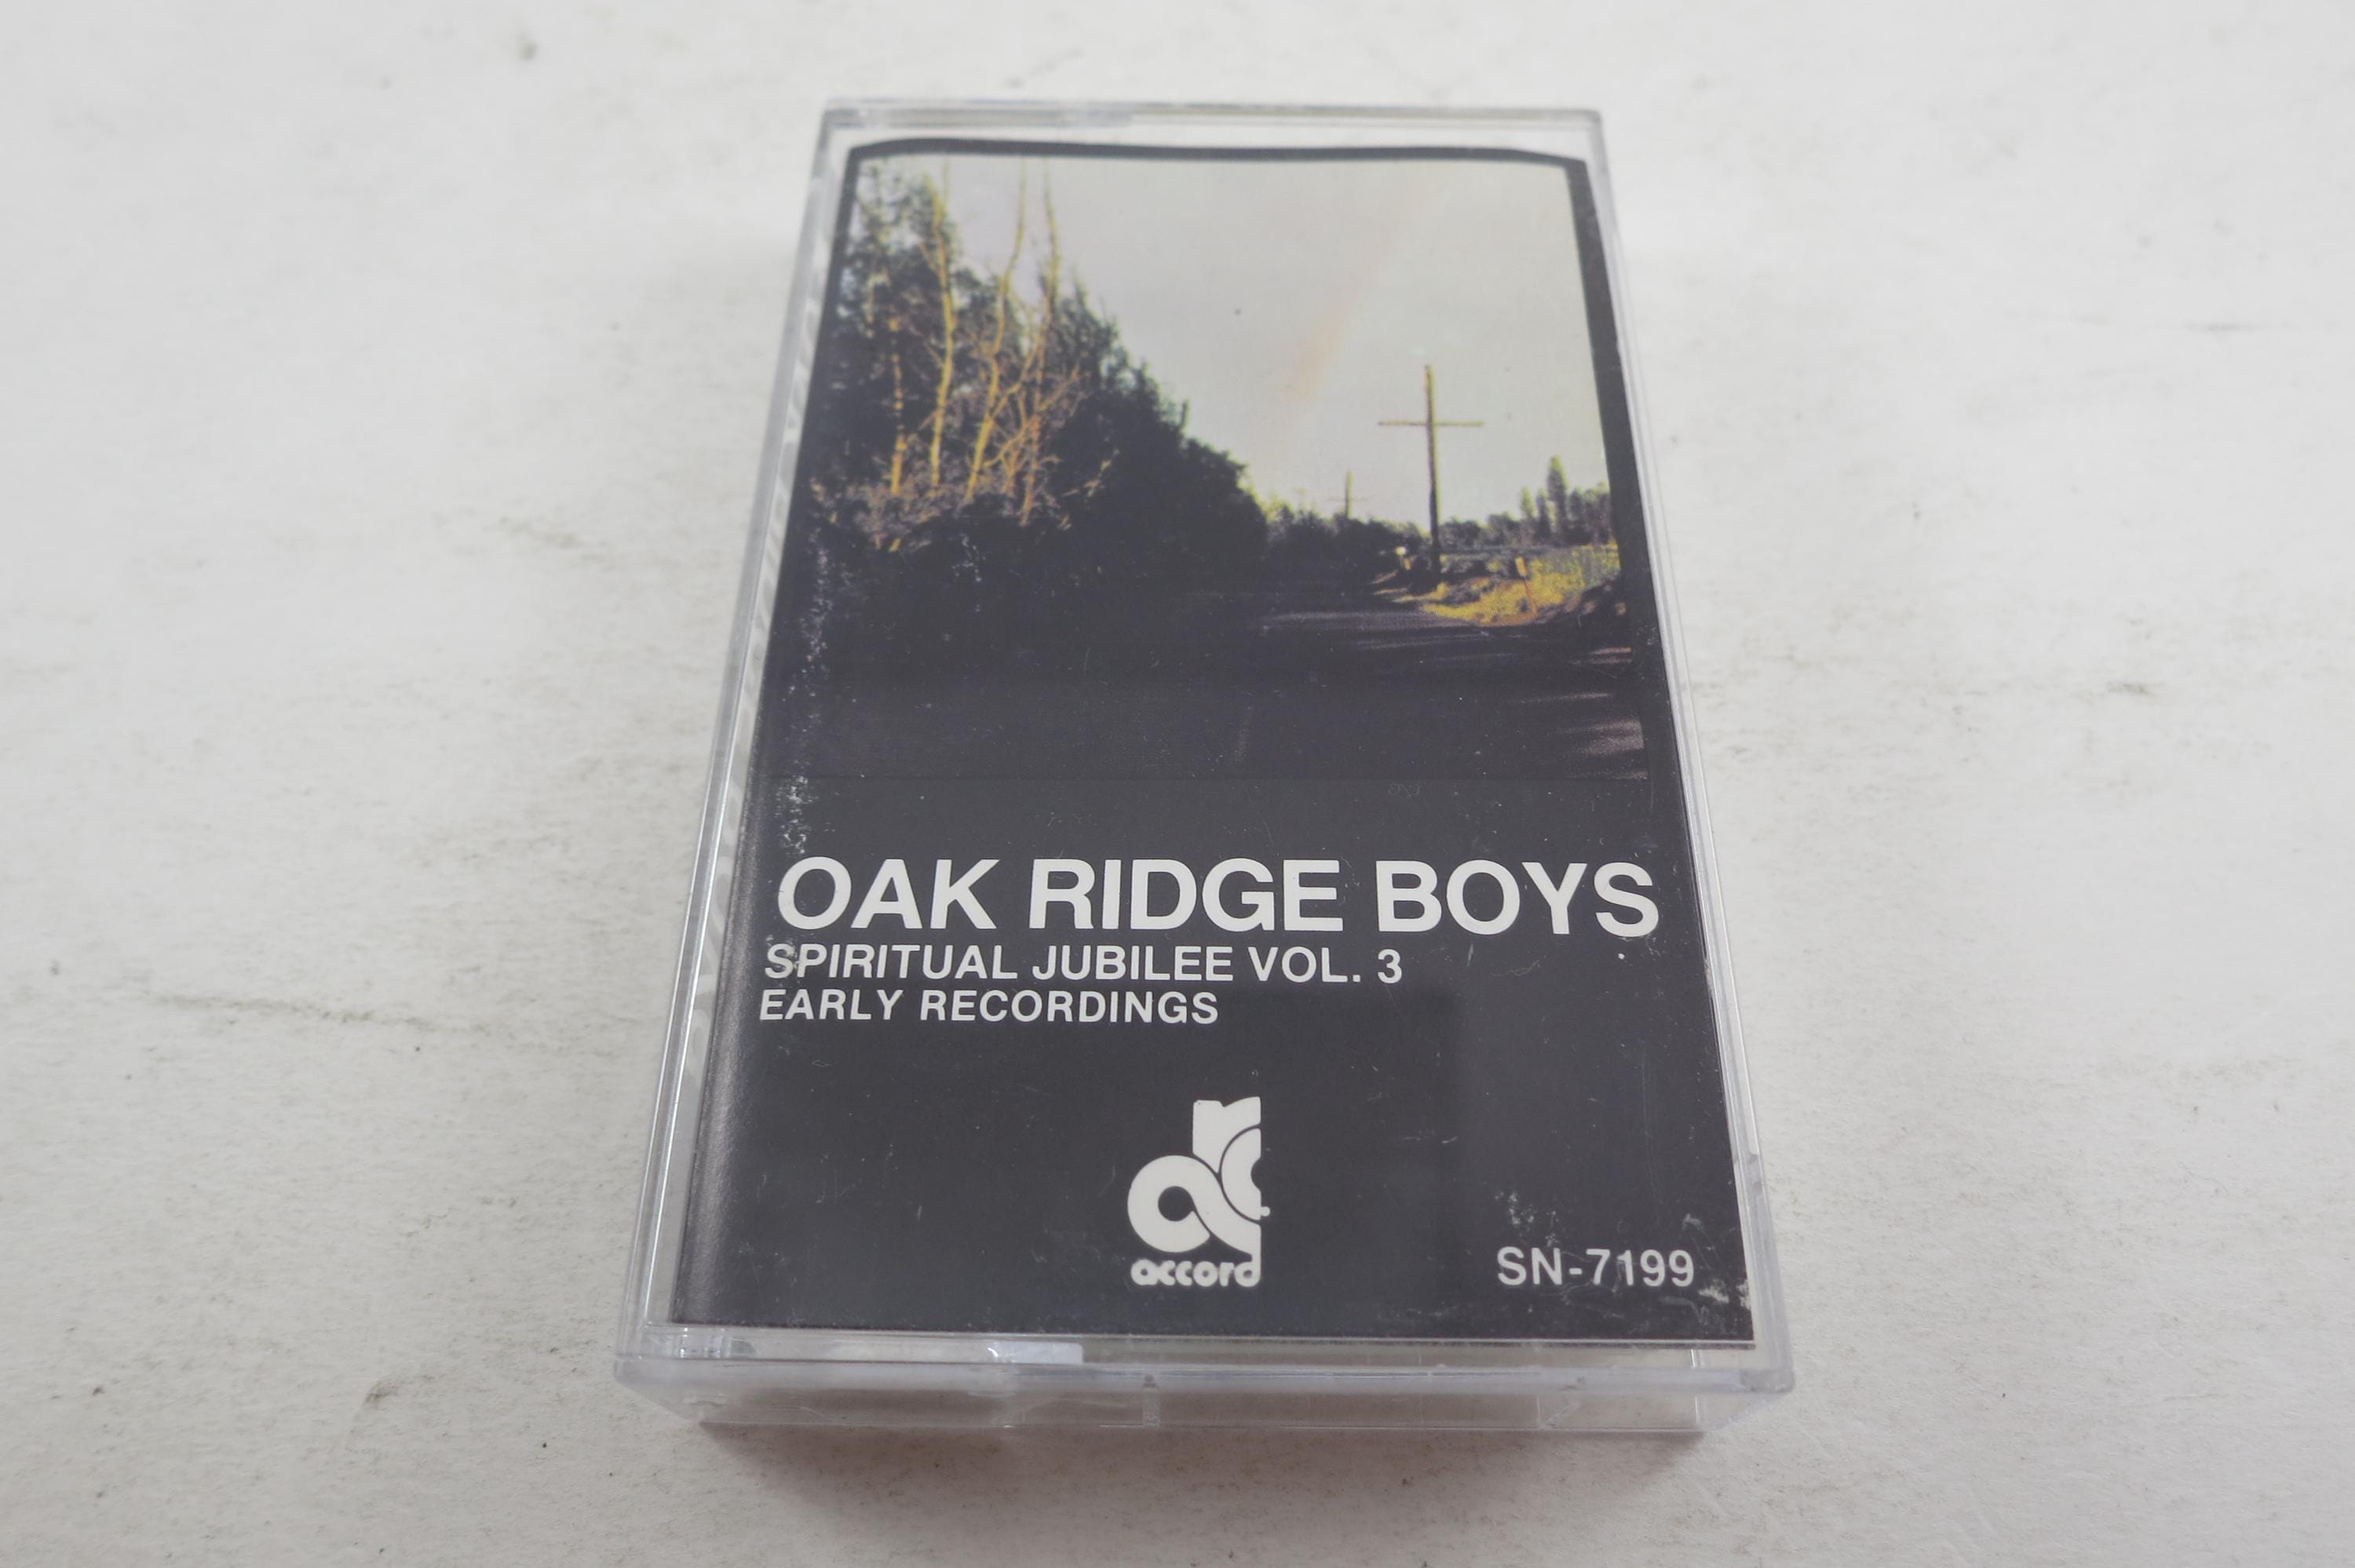 OAK RIDGE BOYS
SPIRITUAL JUBILEE VOL. 3
EARLY RECORDINGS
accord
SN-7199